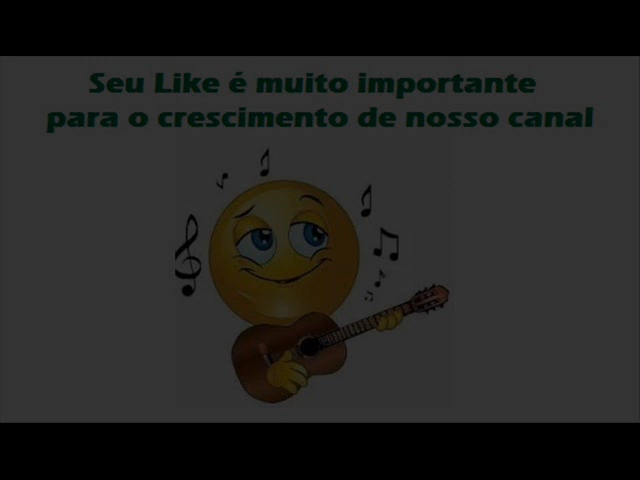 Seu Like é muito importante
para o crescimento de nosso canal